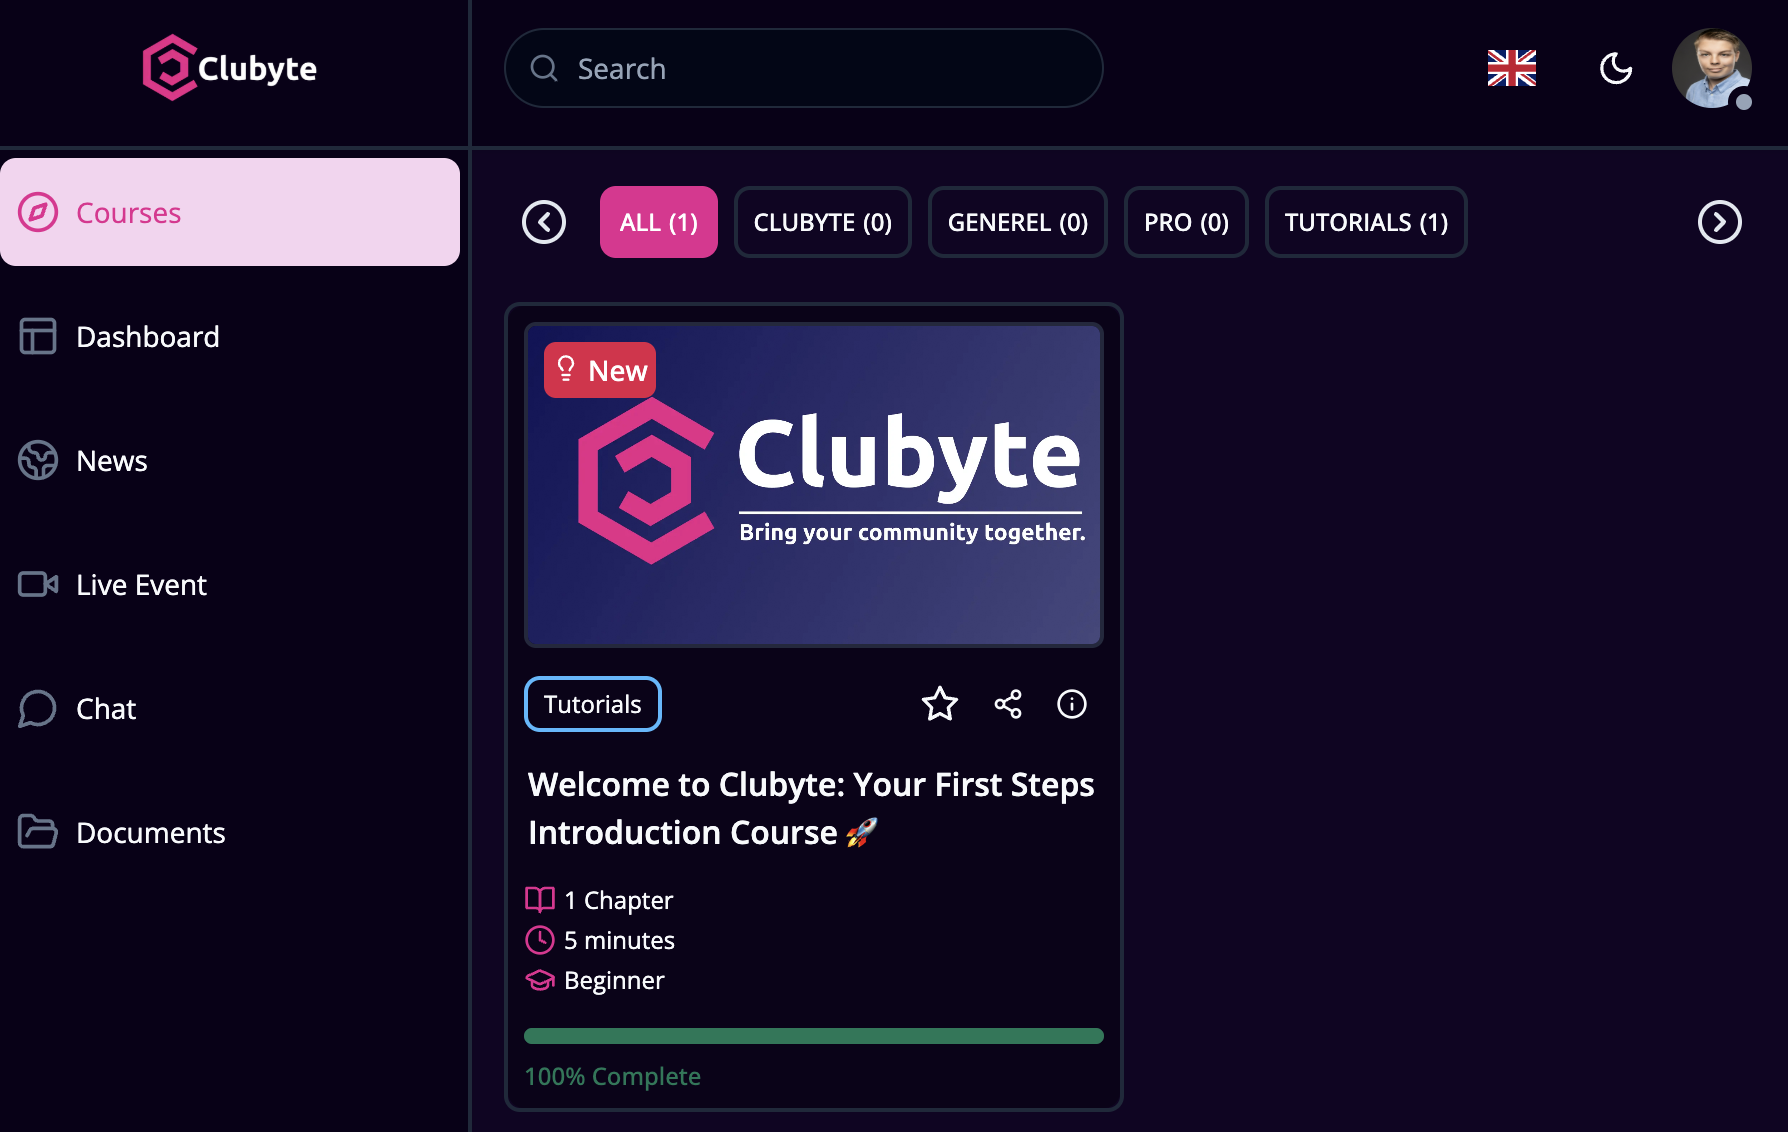 Clubyte
Search
Courses
Dashboard
News
Live Event
Chat
Documents
ALL (1)
CLUBYTE (0)
GENEREL (0)
PRO (0)
TUTORIALS (1)
New
Clubyte
Bring your community together.
Tutorials
Welcome to Clubyte: Your First Steps
Introduction Course 🚀
1 Chapter
5 minutes
Beginner
100% Complete